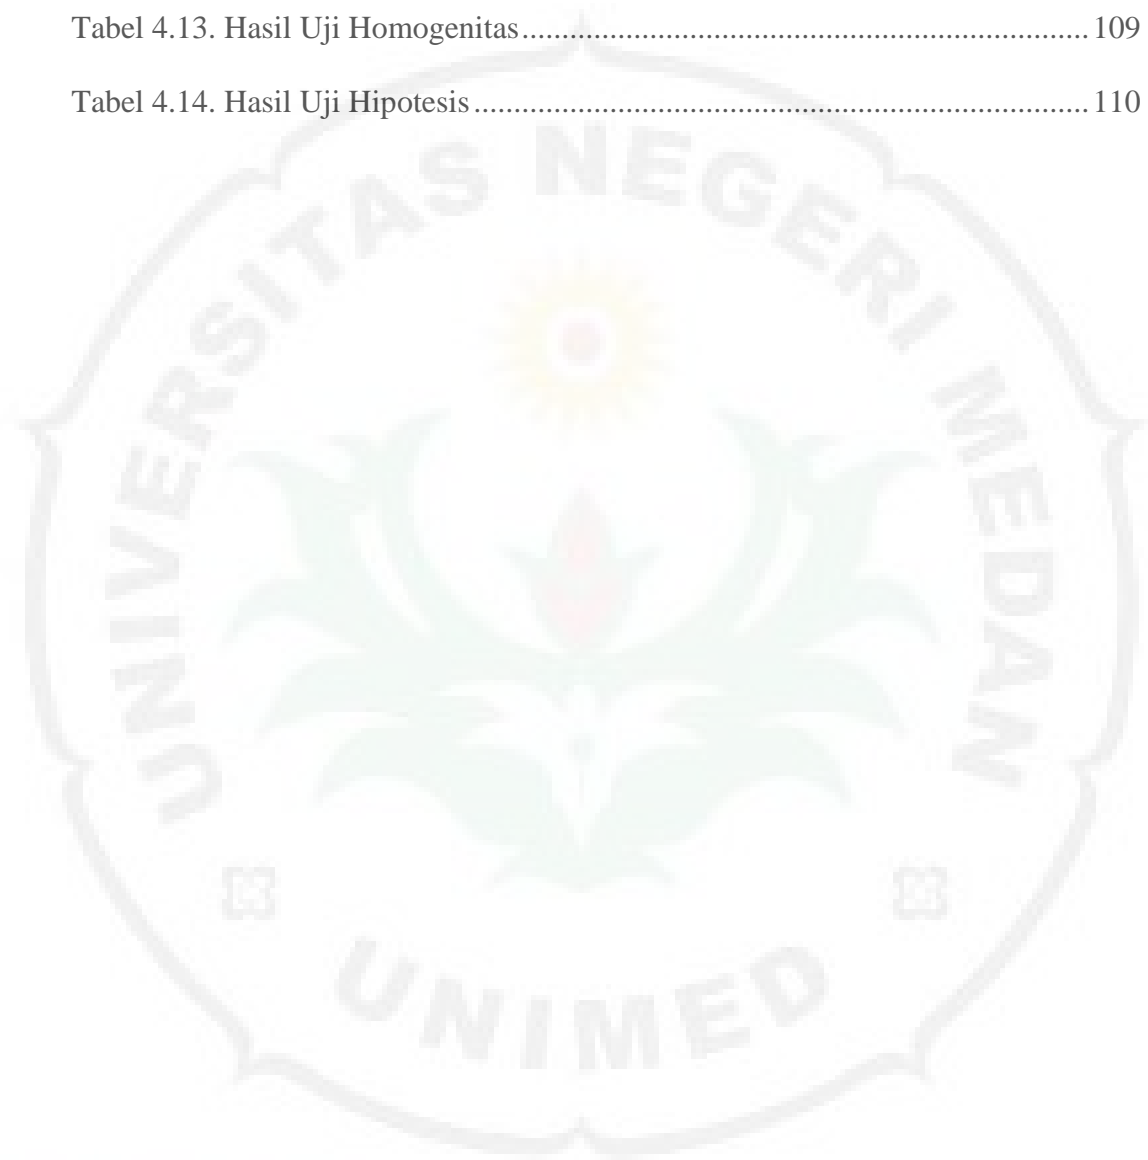 Tabel 4.13. Hasil Uji Homogenitas.................................................................... 109
Tabel 4.14. Hasil Uji Hipotesis.......................................................................... 110
UNIVERSITAS NEGERI MEDAN
UNIMED